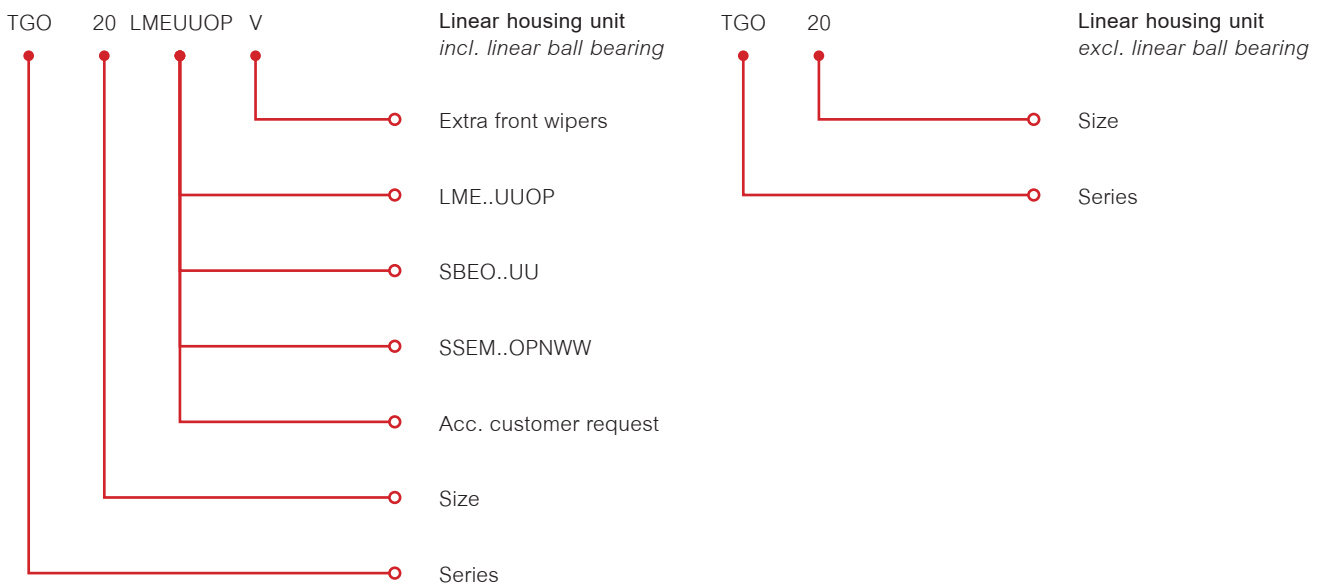 TGO 20 LMEUUOP V
Linear housing unit
incl. linear ball bearing
Extra front wipers
LME..UUOP
SBEO..UU
SSEM..OPNWW
Acc. customer request
Size
Series
TGO 20
Linear housing unit
excl. linear ball bearing
Size
Series